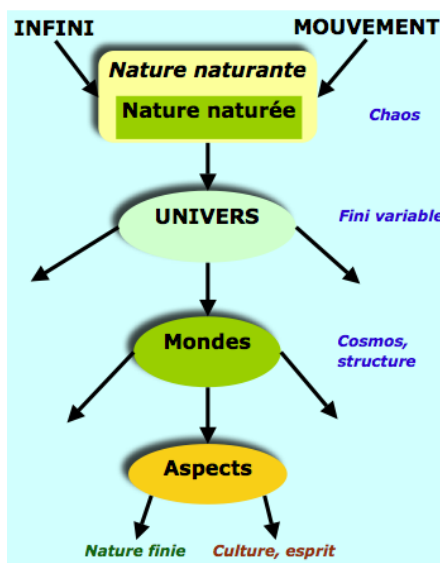 INFINI
MOUVEMENT
Nature naturante
Nature naturée
Chaos
UNIVERS
Fini variable
Mondes
Cosmos,
structure
Aspects
Nature finie
Culture, esprit